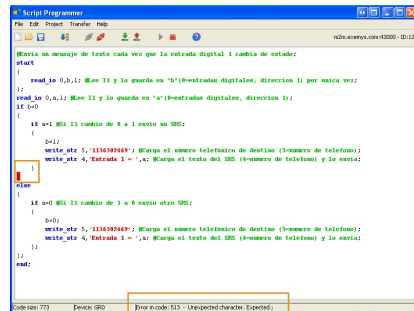 Script Programmer
File Edit Project Transfer Help
m2m.exemys.com:43000 - ID:12
@Envia un mensaje de texto cada vez que la entrada digital 1 cambia de estado;
start
{
read_io 0,b,1; @Lee I1 y lo guarda en "b"(0=entradas digitales, direccion 1) por unica vez;
};
read_io 0,a,1; @Lee I1 y lo guarda en "a"(0=entradas digitales, direccion 1);
if b=0
{
if a=1 @Si I1 cambio de 0 a 1 envio un SMS;
{
b=1;
write_str 5,'1136302469'; @Carga el número telefónico de destino (5=numero de telefono);
write_str 4,'Entrada 1 = ',a; @Carga el texto del SMS (4=numero de telefono) y lo envia;
}
}
else
{
if a=0 @Si I1 cambio de 1 a 0 envio otro SMS;
{
b=0;
write_str 5,'1136302469'; @Carga el número telefónico de destino (5=numero de telefono);
write_str 4,'Entrada 1 = ',a; @Carga el texto del SMS (4=numero de telefono) y lo envia;
};
};
end;
Code size: 773 Device: GRD Error in code: 513 - Unexpected character. Expected ;